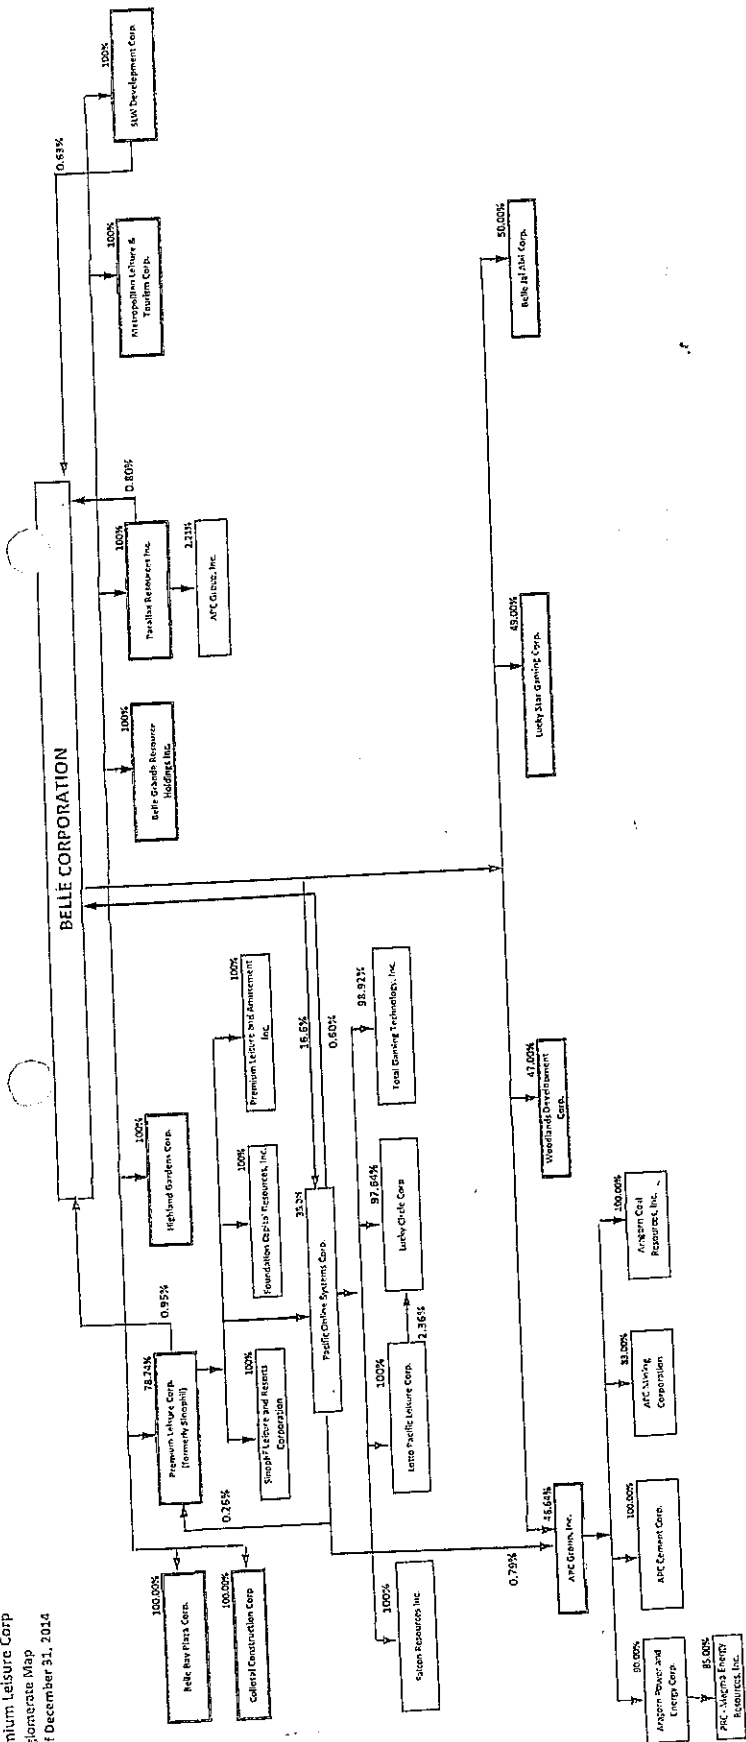 mium Leisure Corp
glomerate Map
f December 31, 2014
BELLE CORPORATION
0.95%
0.80%
0.63%
100.00%
Belle Bay Plaza Corp.
100.00%
Collosal Construction Corp
78.74%
Premium Leisure Corp.
(formerly Sinophil)
0.26%
100%
Highland Gardens Corp.
100%
Belle Grande Resource
Holdings Inc.
100%
Parallax Resources Inc.
2.21%
APC Group, Inc.
100%
Metropolitan Leisure &
Tourism Corp.
100%
SLW Development Corp.
100%
Sinophil Leisure and Resorts
Corporation
100%
Foundation Capital Resources, Inc.
100%
Premium Leisure and Amusement
Inc.
Pacific Online Systems Corp.
16.6%
0.60%
100%
Falcon Resources Inc.
100%
Lotto Pacific Leisure Corp.
2.36%
97.64%
Lucky Circle Corp
98.92%
Total Gaming Technology, Inc.
0.79%
46.64%
APC Group, Inc.
47.00%
Woodlands Development
Corp.
49.00%
Lucky Star Gaming Corp.
50.00%
Belle Jai Alai Corp.
90.00%
Aragorn Power and
Energy Corp.
85.00%
PRC - Magma Energy
Resources, Inc.
100.00%
APC Cement Corp.
83.00%
APC Mining
Corporation
100.00%
Aragorn Coal
Resources, Inc.